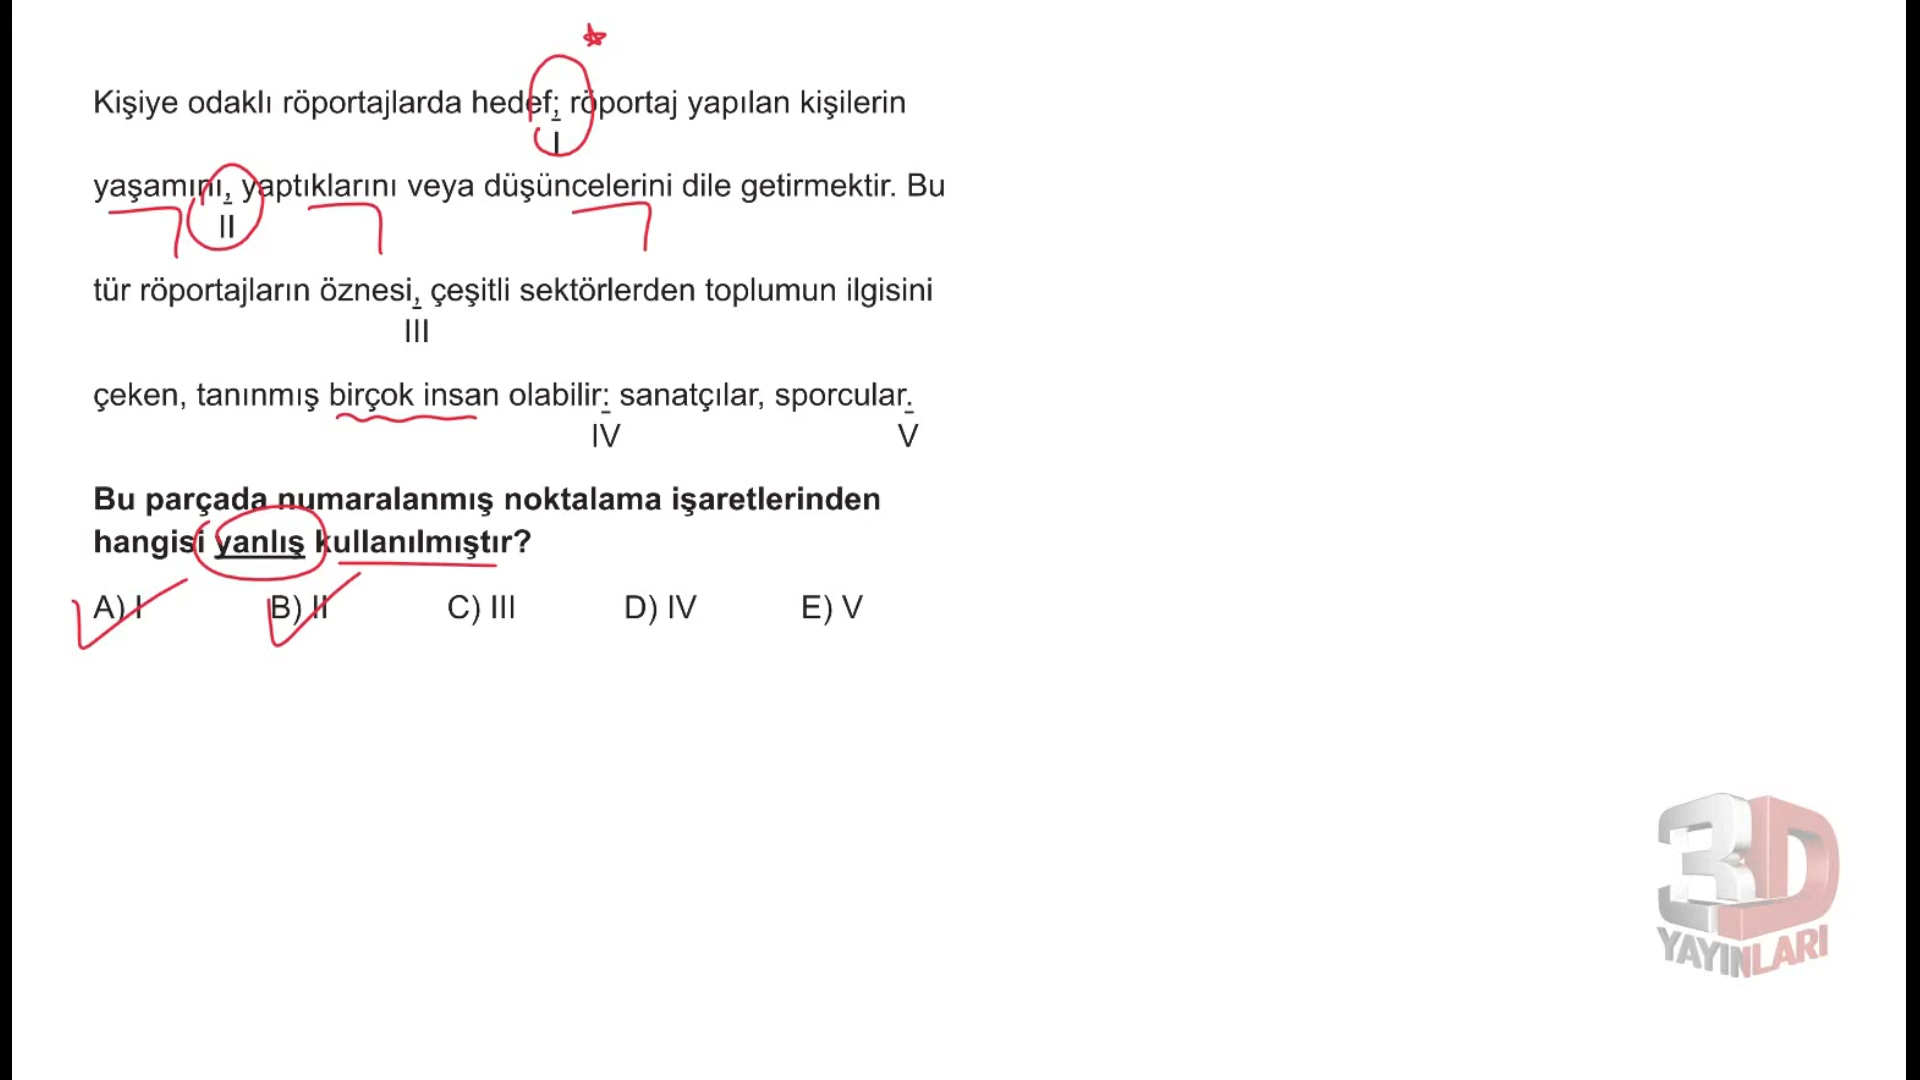 Kişiye odaklı röportajlarda hedef; röportaj yapılan kişilerin
I
yaşamını, yaptıklarını veya düşüncelerini dile getirmektir. Bu
II
tür röportajların öznesi, çeşitli sektörlerden toplumun ilgisini
III
çeken, tanınmış birçok insan olabilir: sanatçılar, sporcular.
IV V
Bu parçada numaralanmış noktalama işaretlerinden
hangisi yanlış kullanılmıştır?
A) I B) II C) III D) IV E) V
3D
YAYINLARI